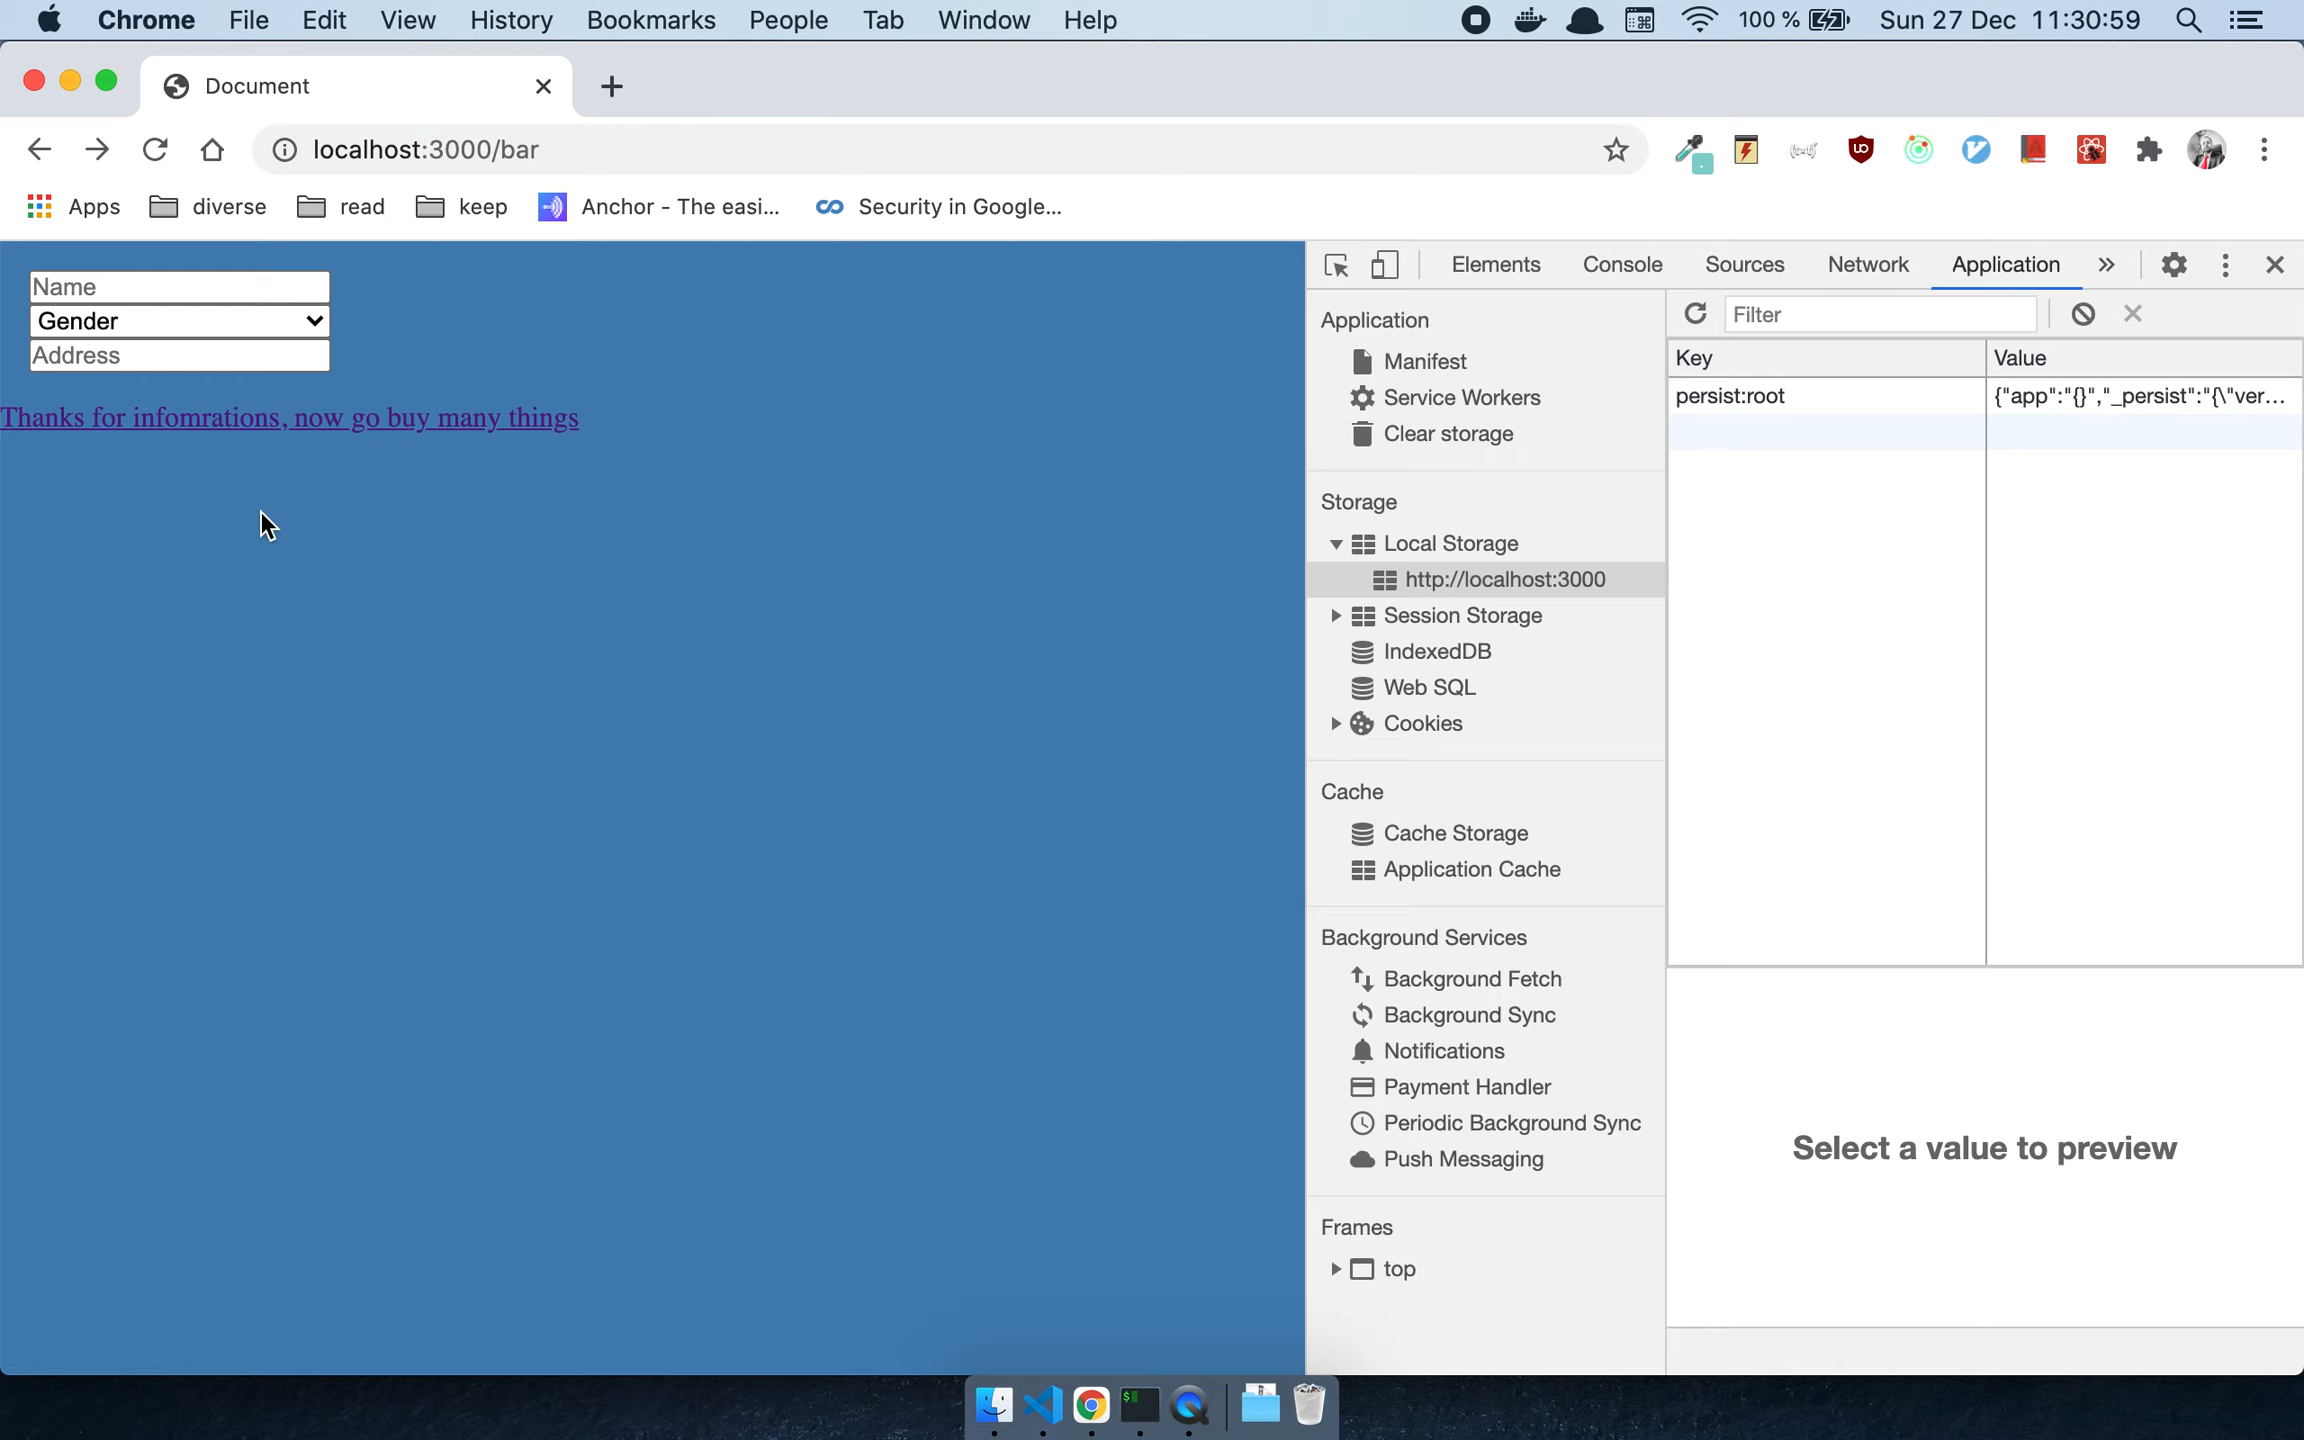 Chrome File Edit View History Bookmarks People Tab Window Help 100 % Sun 27 Dec 11:30:59
Document
localhost:3000/bar
Apps diverse read keep Anchor - The easi... Security in Google...
Name
Gender
Address
Thanks for infomrations, now go buy many things
Elements Console Sources Network Application
Application
Manifest
Service Workers
Clear storage
Storage
Local Storage
http://localhost:3000
Session Storage
IndexedDB
Web SQL
Cookies
Cache
Cache Storage
Application Cache
Background Services
Background Fetch
Background Sync
Notifications
Payment Handler
Periodic Background Sync
Push Messaging
Frames
top
Filter
Key Value
persist:root {"app":"{}","_persist":"{\"ver...
Select a value to preview